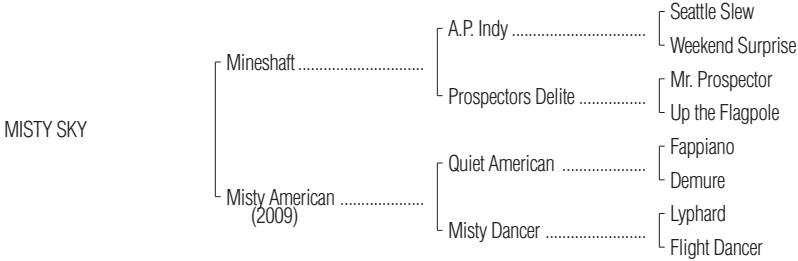 Seattle Slew
A.P. Indy ................................
Weekend Surprise
Mineshaft ..............................
Mr. Prospector
Prospectors Delite ................
Up the Flagpole
MISTY SKY
Fappiano
Quiet American ....................
Demure
Misty American ....................
(2009)
Lyphard
Misty Dancer ........................
Flight Dancer